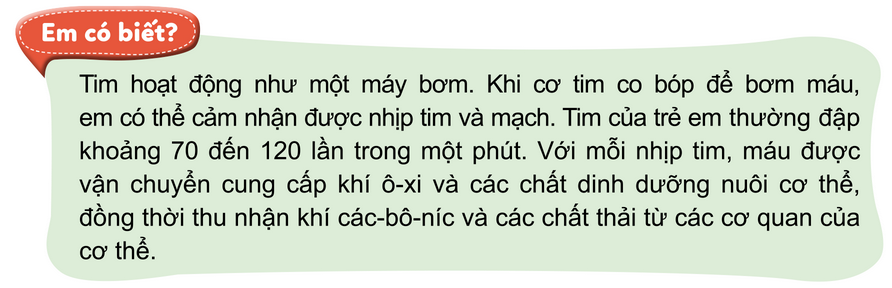 Em có biết?
Tim hoạt động như một máy bơm. Khi cơ tim co bóp để bơm máu,
em có thể cảm nhận được nhịp tim và mạch. Tim của trẻ em thường đập
khoảng 70 đến 120 lần trong một phút. Với mỗi nhịp tim, máu được
vận chuyển cung cấp khí ô-xi và các chất dinh dưỡng nuôi cơ thể,
đồng thời thu nhận khí các-bô-níc và các chất thải từ các cơ quan của
cơ thể.